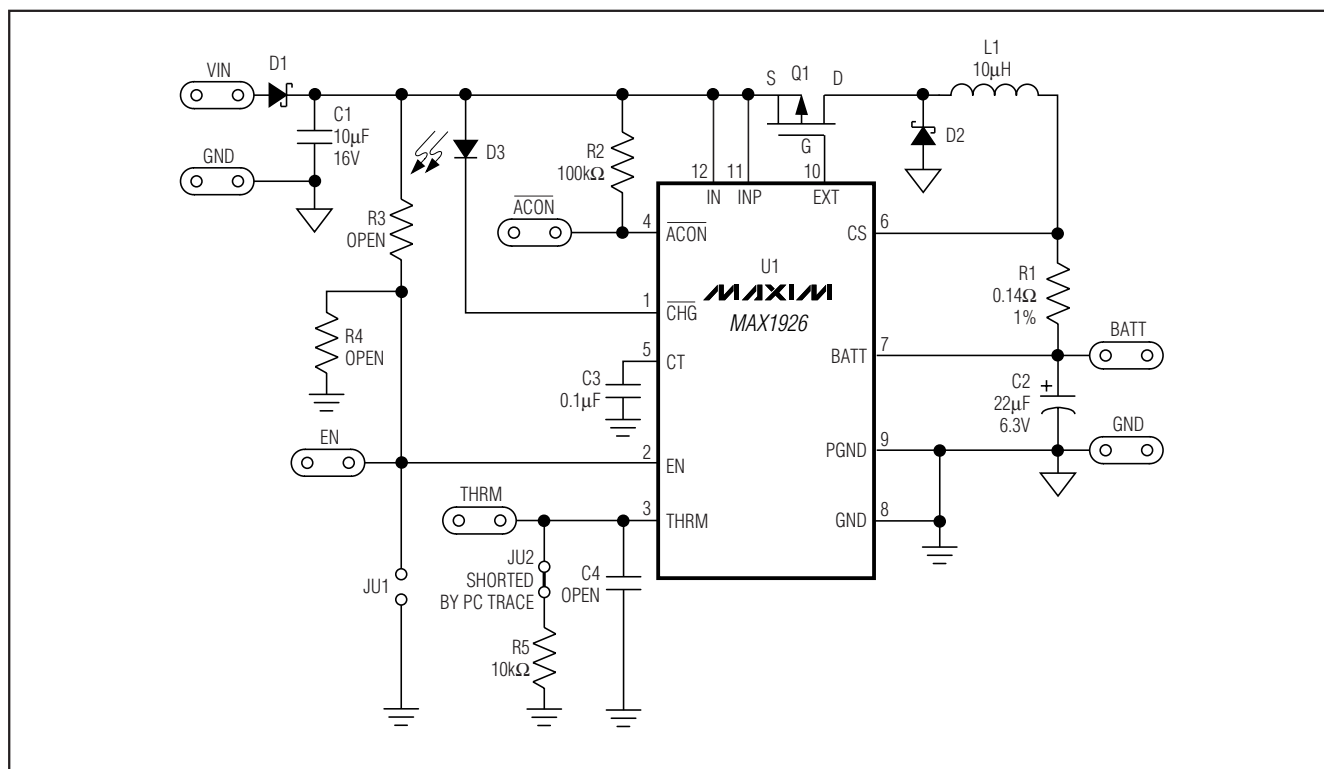 VIN
D1
C1
10µF
16V
GND
R3
OPEN
R4
OPEN
EN
JU1
D3
R2
100kΩ
ACON
4
ACON
1
CHG
5
CT
C3
0.1µF
2
EN
THRM
3
THRM
JU2
SHORTED
BY PC TRACE
C4
OPEN
R5
10kΩ
S
Q1
D
G
12
11
10
IN
INP
EXT
U1
MAXIM
MAX1926
L1
10µH
D2
CS
6
R1
0.14Ω
1%
BATT
7
BATT
C2
+
22µF
6.3V
PGND
9
GND
GND
8